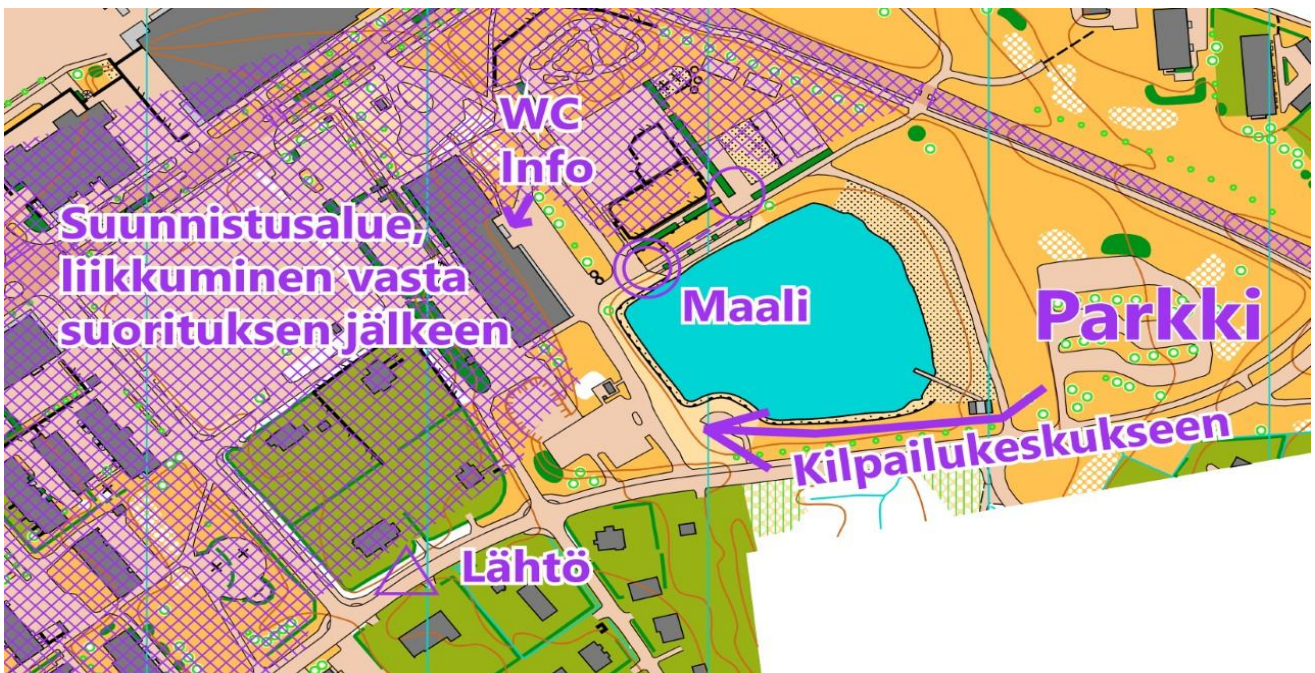 WC
Info
Suunnistusalue,
liikkuminen vasta
suorituksen jälkeen
Maali
Parkki
Kilpailukeskukseen
Lähtö